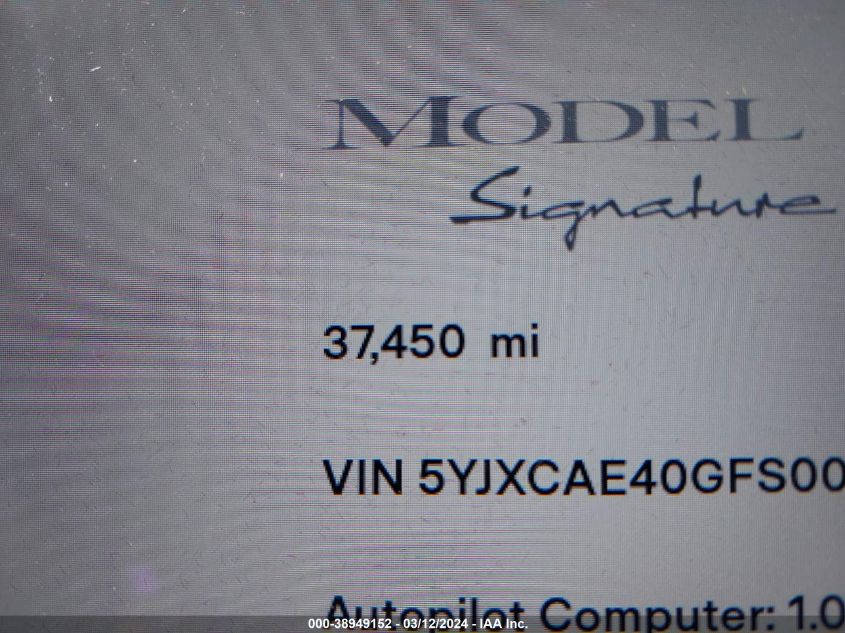 MODEL
Signature
37,450 mi
VIN 5YJXCAE40GFS00
Autopilot Computer: 1.0
000-38949152 - 03/12/2024 - IAA Inc.